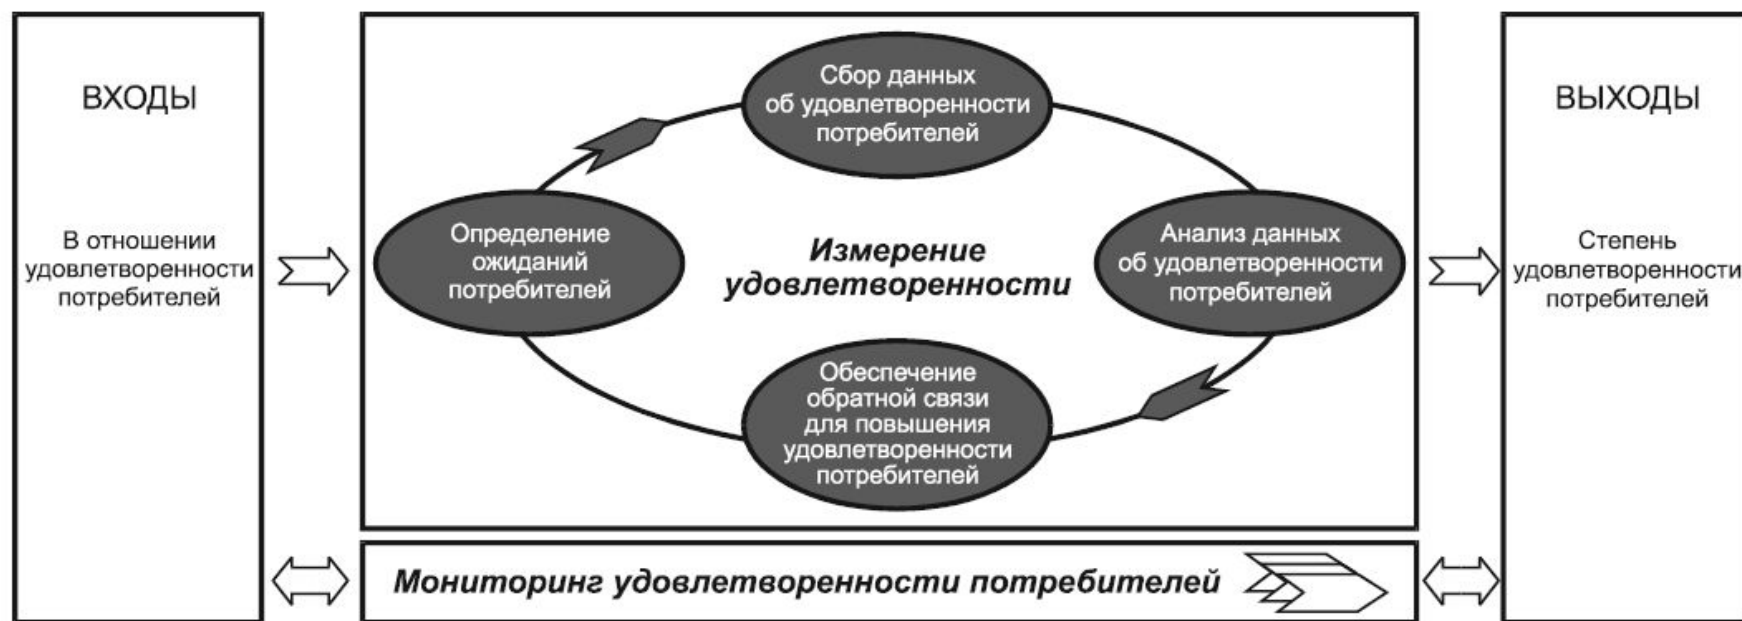 ВХОДЫ
В отношении
удовлетворенности
потребителей
Сбор данных
об удовлетворенности
потребителей
Определение
ожиданий
потребителей
Измерение
удовлетворенности
Анализ данных
об удовлетворенности
потребителей
Обеспечение
обратной связи
для повышения
удовлетворенности
потребителей
Мониторинг удовлетворенности потребителей
ВЫХОДЫ
Степень
удовлетворенности
потребителей